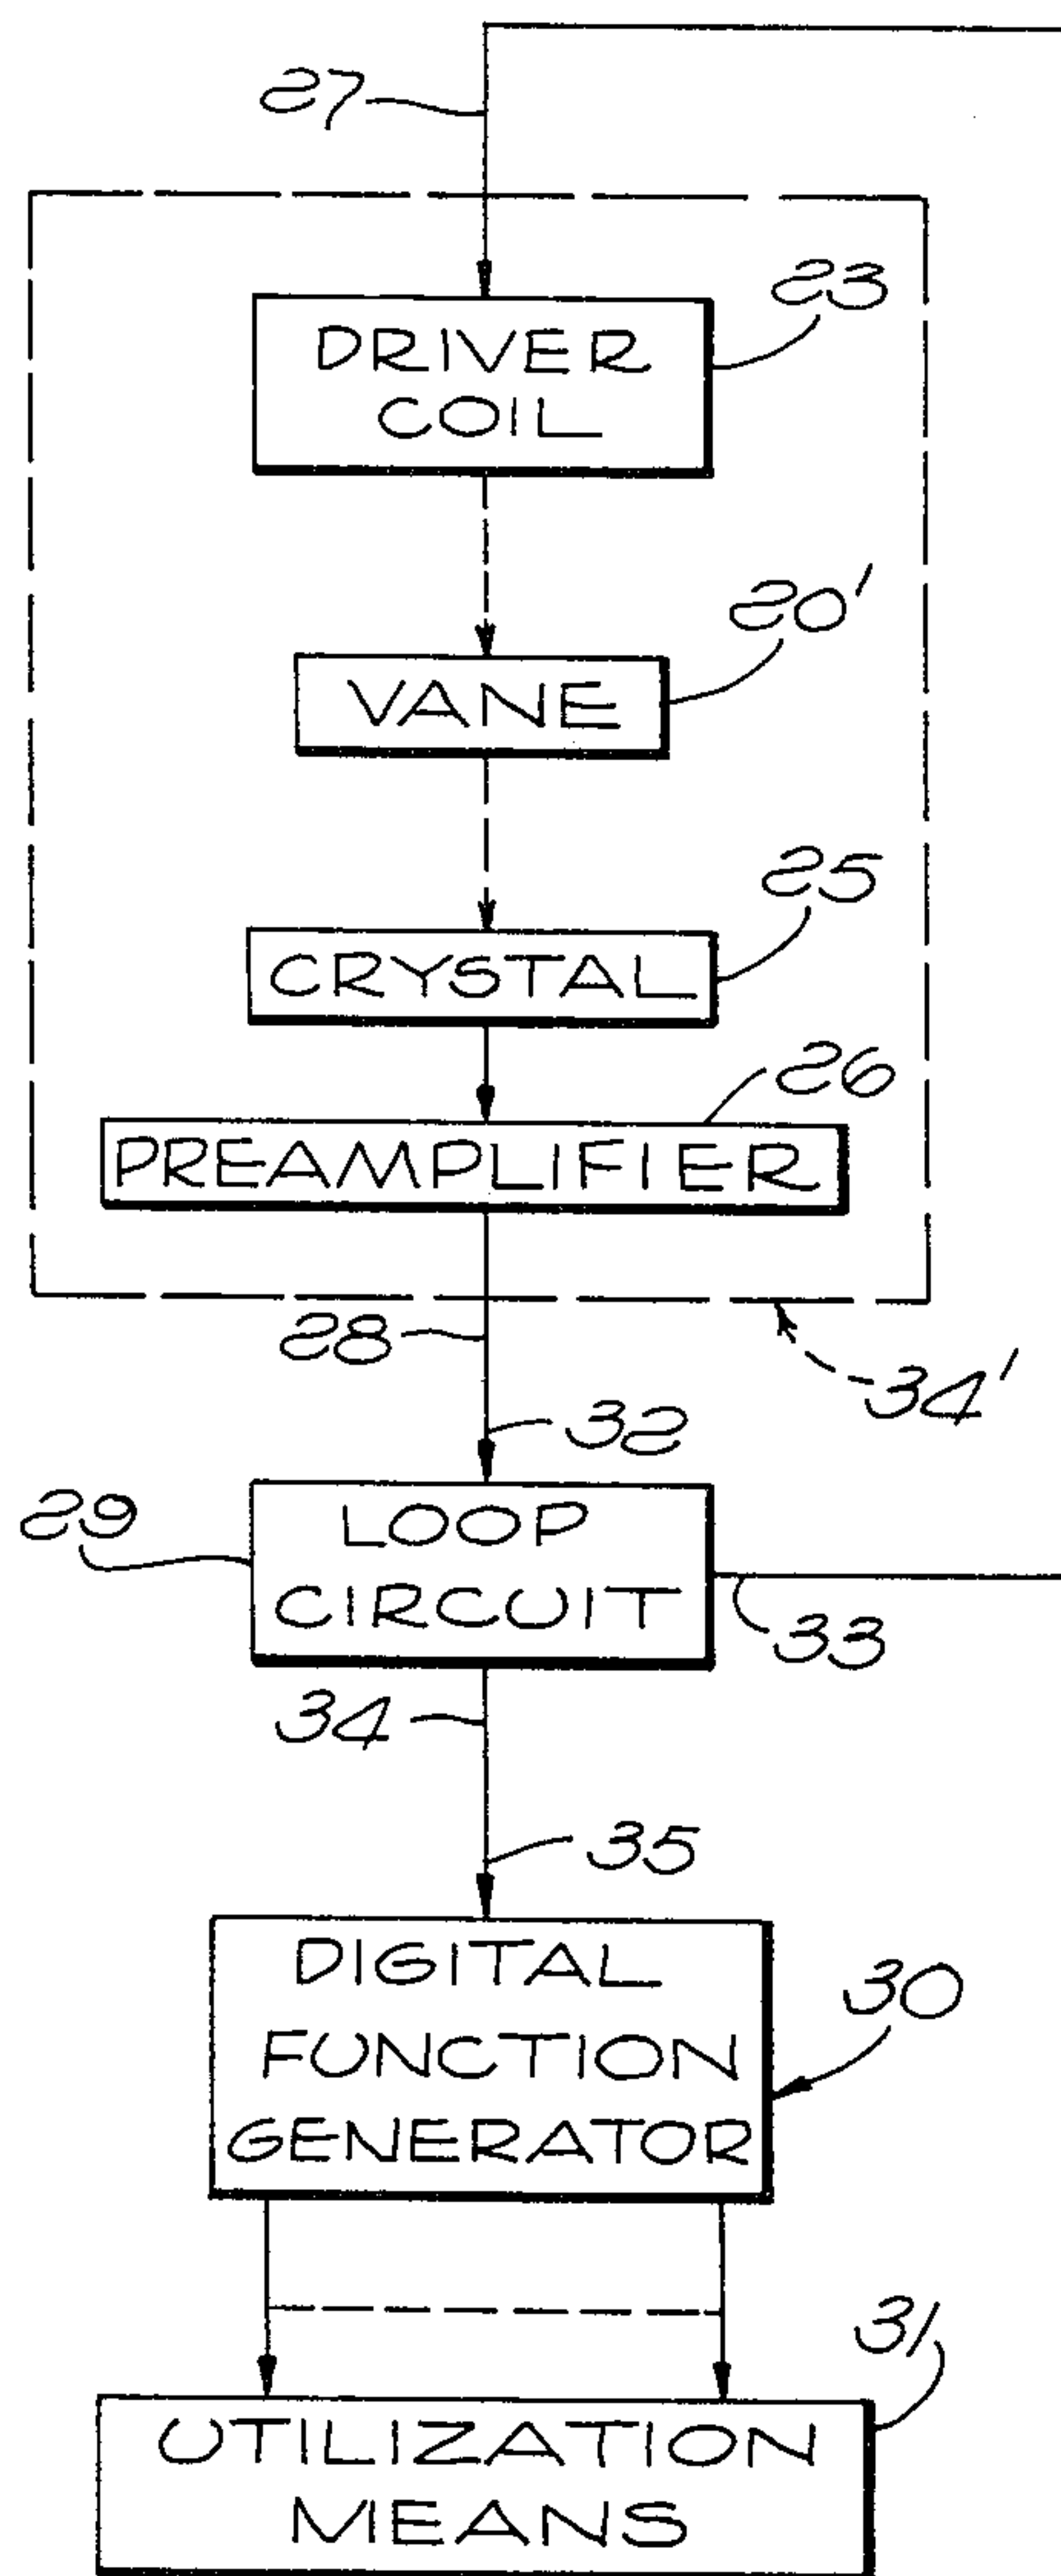 27
23
DRIVER
COIL
20'
VANE
25
CRYSTAL
26
PREAMPLIFIER
28
34'
32
29
LOOP
CIRCUIT
33
34
35
DIGITAL
FUNCTION
GENERATOR
30
31
UTILIZATION
MEANS